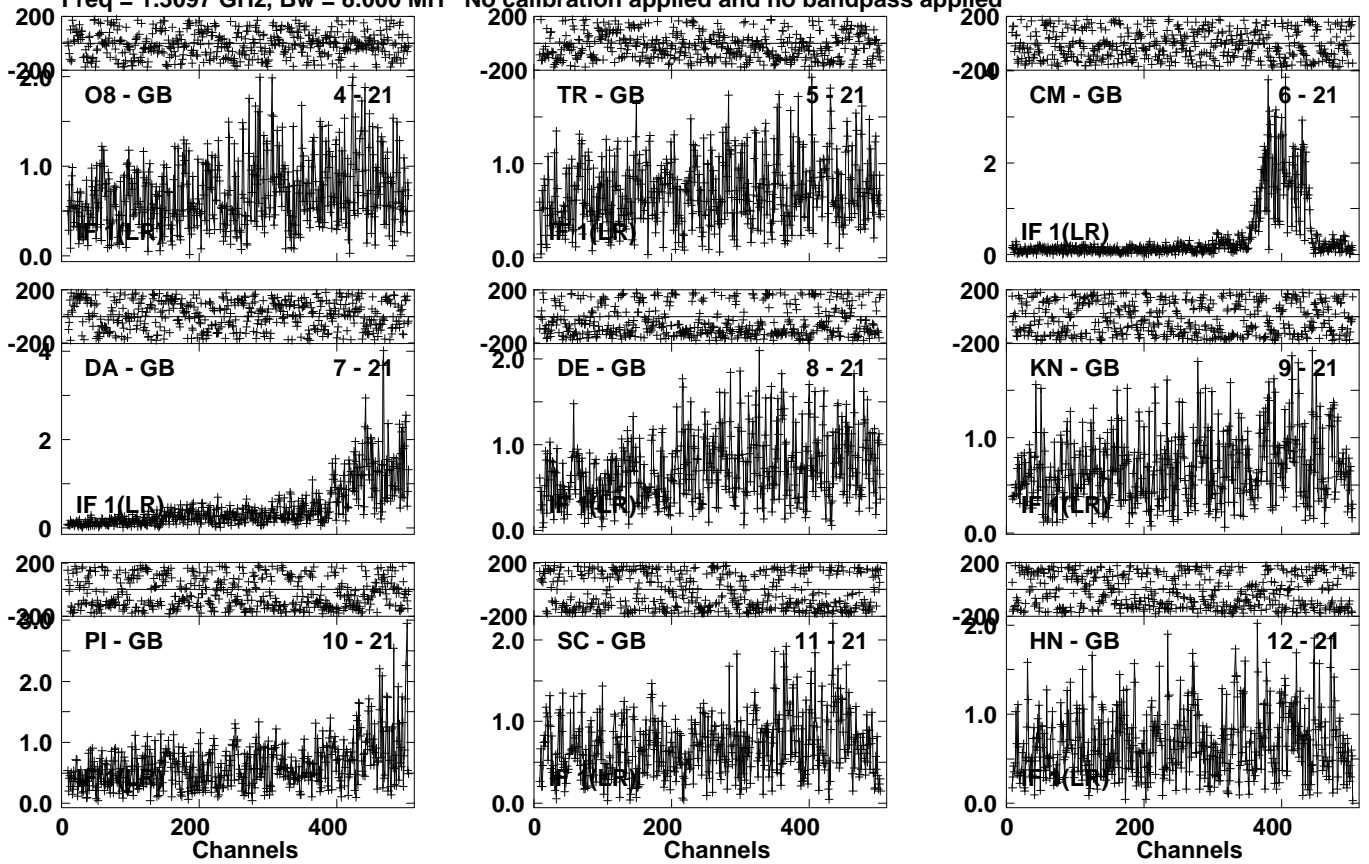 Freq = 1.5097 GHz, Bw = 8.000 MH No calibration applied and no bandpass applied
200 200 200
-200 -200 -200
2.0 4
O8 - GB 4 - 21 TR - GB 5 - 21 CM - GB 6 - 21
1.0 1.0 2
IF 1(LR) IF 1(LR) IF 1(LR)
0.0 0.0 0
200 200 200
-200 -200 -200
4 2.0 2.0
DA - GB 7 - 21 DE - GB 8 - 21 KN - GB 9 - 21
2 1.0 1.0
IF 1(LR) IF 1(LR) IF 1(LR)
0 0.0 0.0
200 200 200
-200 -200 -200
3.0 2.0 2.0
PI - GB 10 - 21 SC - GB 11 - 21 HN - GB 12 - 21
2.0 1.0 1.0
1.0
IF 1(LR) IF 1(LR) IF 1(LR)
0.0 0.0 0.0
0 200 400 0 200 400 0 200 400
Channels Channels Channels